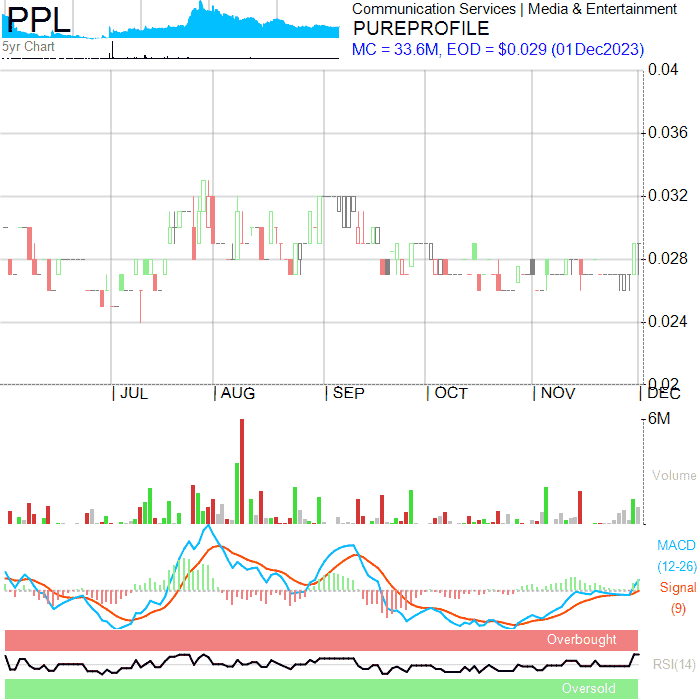 PPL
5yr Chart
Communication Services | Media & Entertainment
PUREPROFILE
MC = 33.6M, EOD = $0.029 (01Dec2023)
0.04
0.036
0.032
0.028
0.024
0.02
| JUL | AUG | SEP | OCT | NOV | DEC
6M
Volume
MACD
(12-26)
Signal
(9)
Overbought
RSI(14)
Oversold